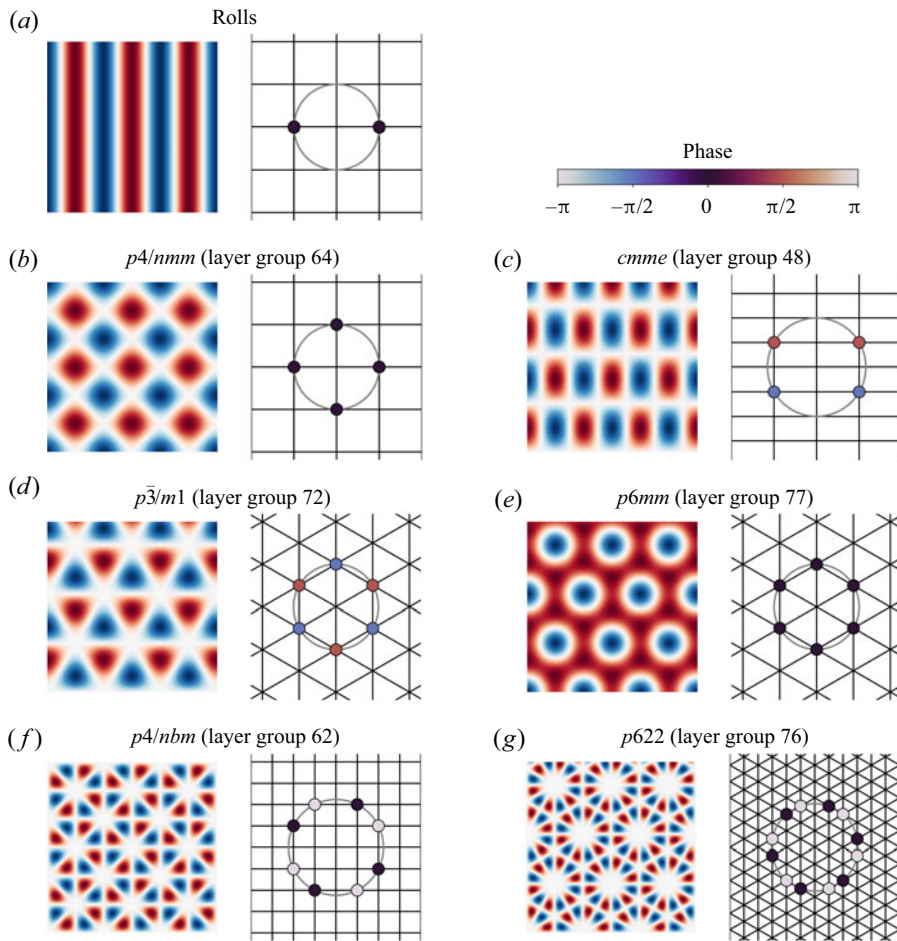 (a)
Rolls
Phase
−π −π/2 0 π/2 π
(b) p4/nmm (layer group 64)
(c) cmme (layer group 48)
(d) p3̅/m1 (layer group 72)
(e) p6mm (layer group 77)
(f) p4/nbm (layer group 62)
(g) p622 (layer group 76)